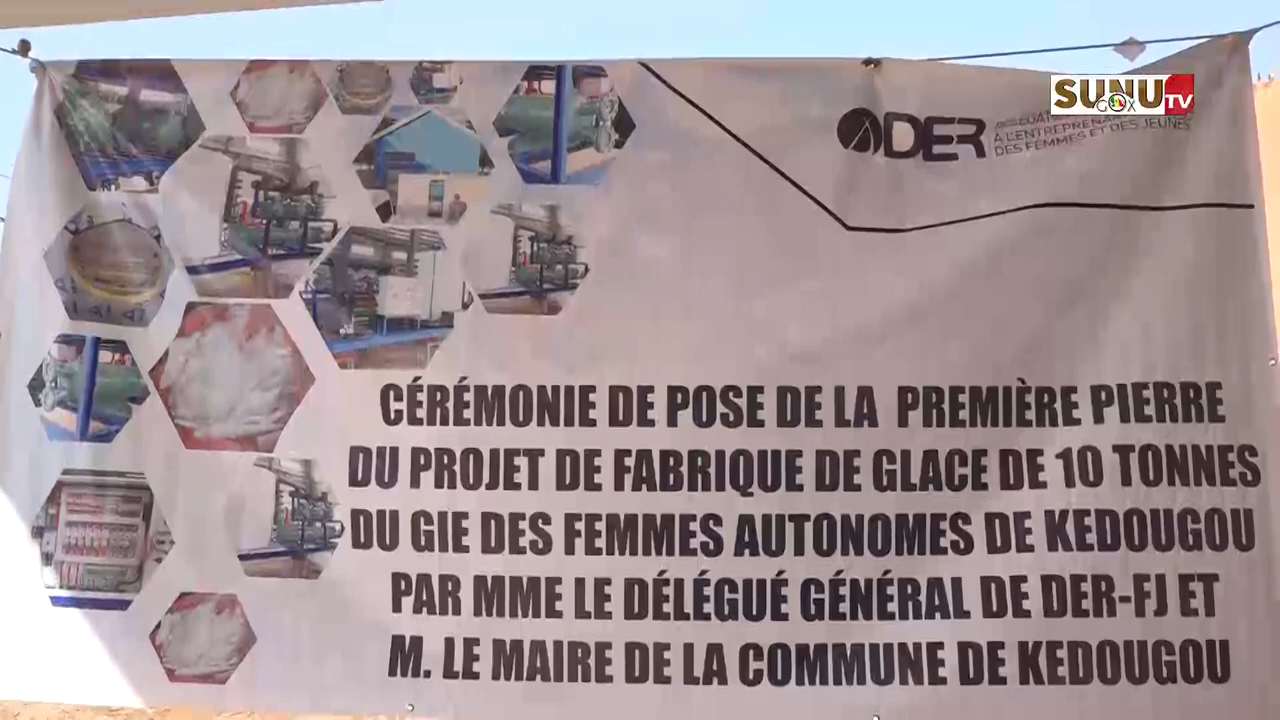 SUNU
GOX
TV
DER
À L'ENTREPRENA
DES FEMMES ET DES JEUNES
CÉRÉMONIE DE POSE DE LA PREMIÈRE PIERRE
DU PROJET DE FABRIQUE DE GLACE DE 10 TONNES
DU GIE DES FEMMES AUTONOMES DE KEDOUGOU
PAR MME LE DÉLÉGUÉ GÉNÉRAL DE DER-FJ ET
M. LE MAIRE DE LA COMMUNE DE KEDOUGOU